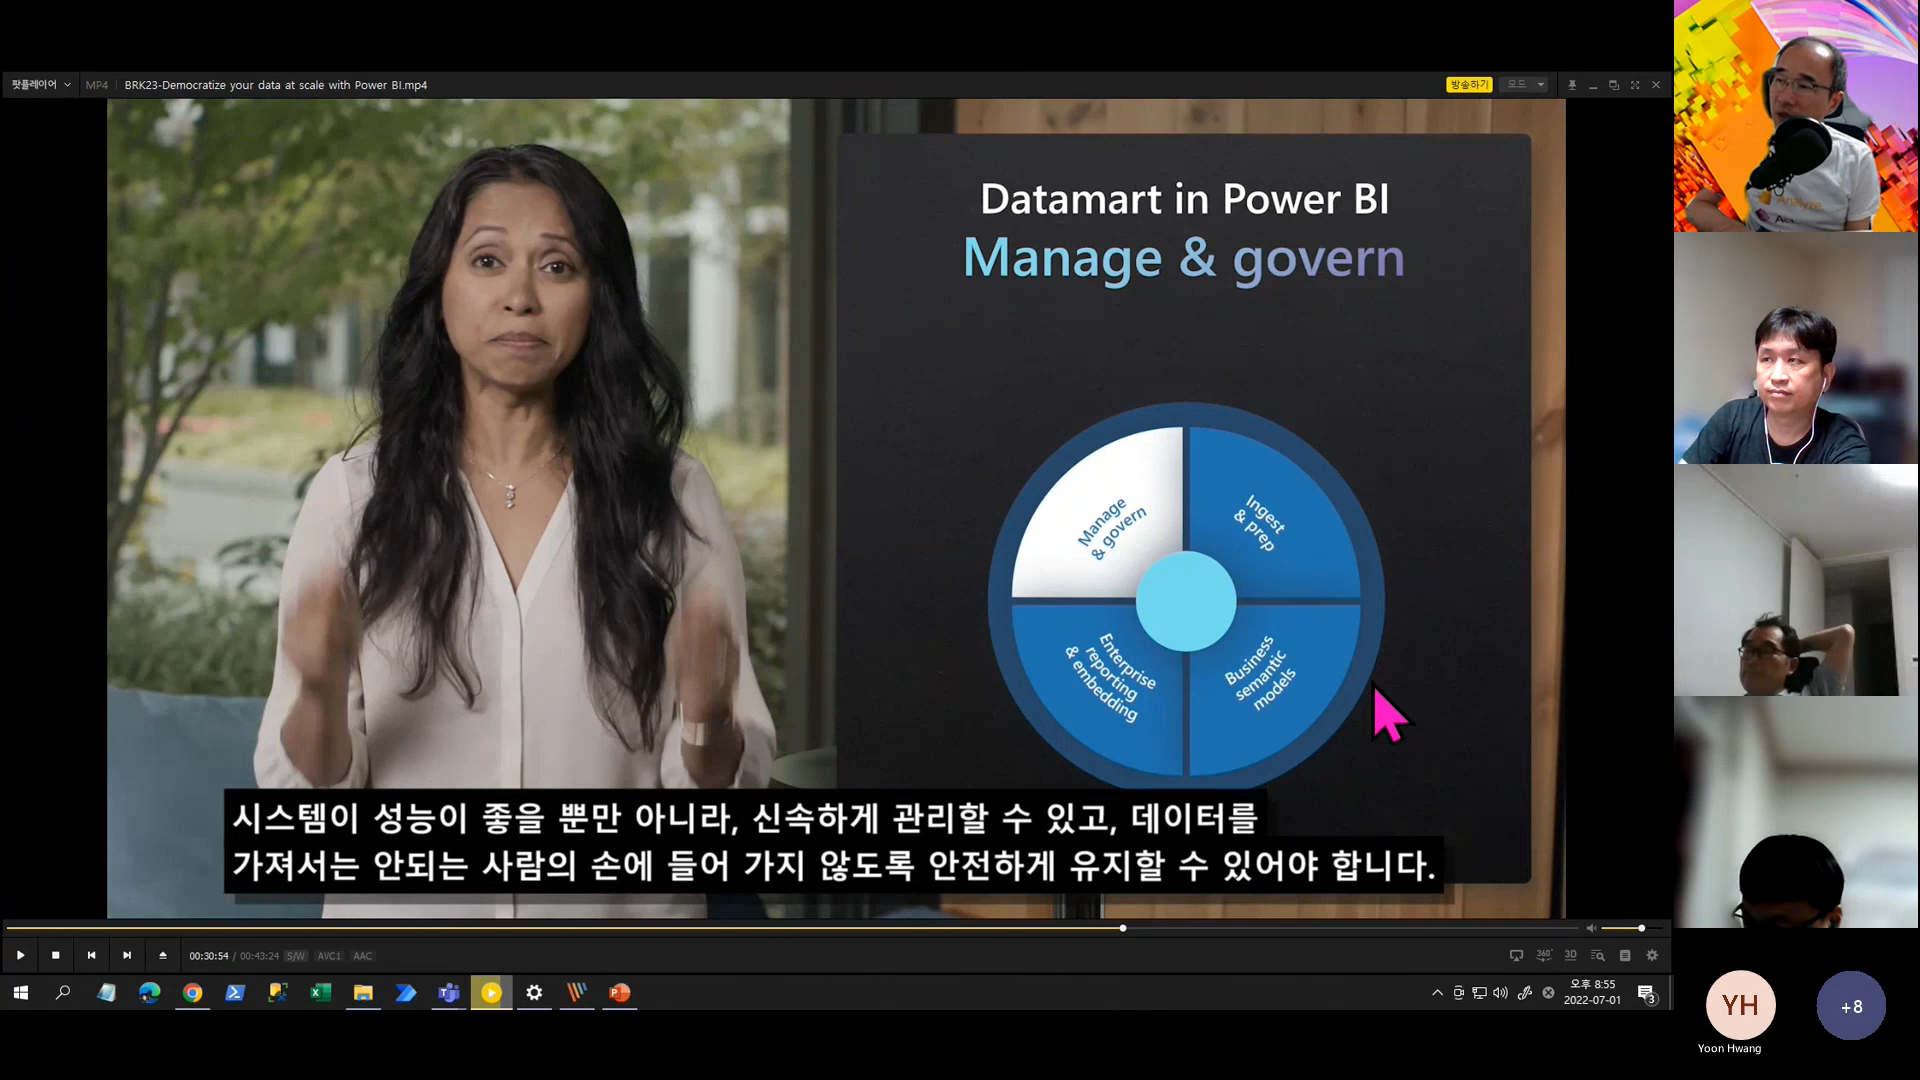 팟플레이어
MP4
BRK23-Democratize your data at scale with Power BI.mp4
방송하기
모드
Datamart in Power BI
Manage & govern
Manage
& govern
Ingest
& prep
Enterprise
reporting
& embedding
Business
semantic
models
시스템이 성능이 좋을 뿐만 아니라, 신속하게 관리할 수 있고, 데이터를
가져서는 안되는 사람의 손에 들어 가지 않도록 안전하게 유지할 수 있어야 합니다.
00:30:54 / 00:43:24 S/W AVC1 AAC
360°
3D
오후 8:55
2022-07-01
3
Analyze.
YH
Yoon Hwang
+8